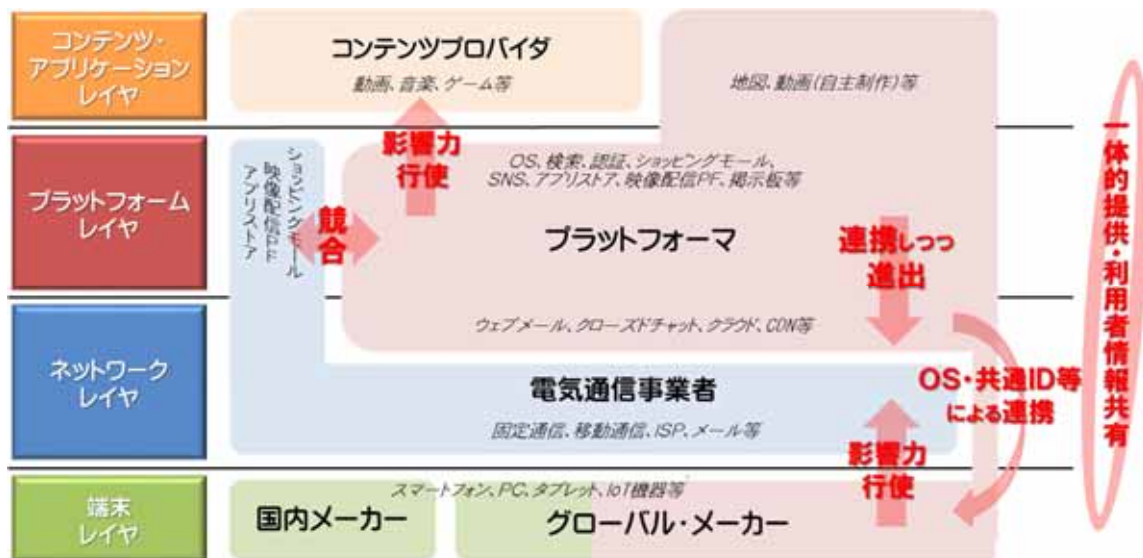 コンテンツ・
アプリケーション
レイヤ
コンテンツプロバイダ
動画、音楽、ゲーム等
地図、動画(自主制作)等
影響力
行使
プラットフォーム
レイヤ
ショッピングモール
映像配信PF
アプリストア
競合
OS、検索、認証、ショッピングモール、
SNS、アプリストア、映像配信PF、掲示板等
プラットフォーマ
連携しつつ
進出
ウェブメール、クローズドチャット、クラウド、CDN等
ネットワーク
レイヤ
電気通信事業者
固定通信、移動通信、ISP、メール等
OS・共通ID等
による連携
影響力
行使
端末
レイヤ
スマートフォン、PC、タブレット、IoT機器等
国内メーカー
グローバル・メーカー
一体的提供・利用者情報共有